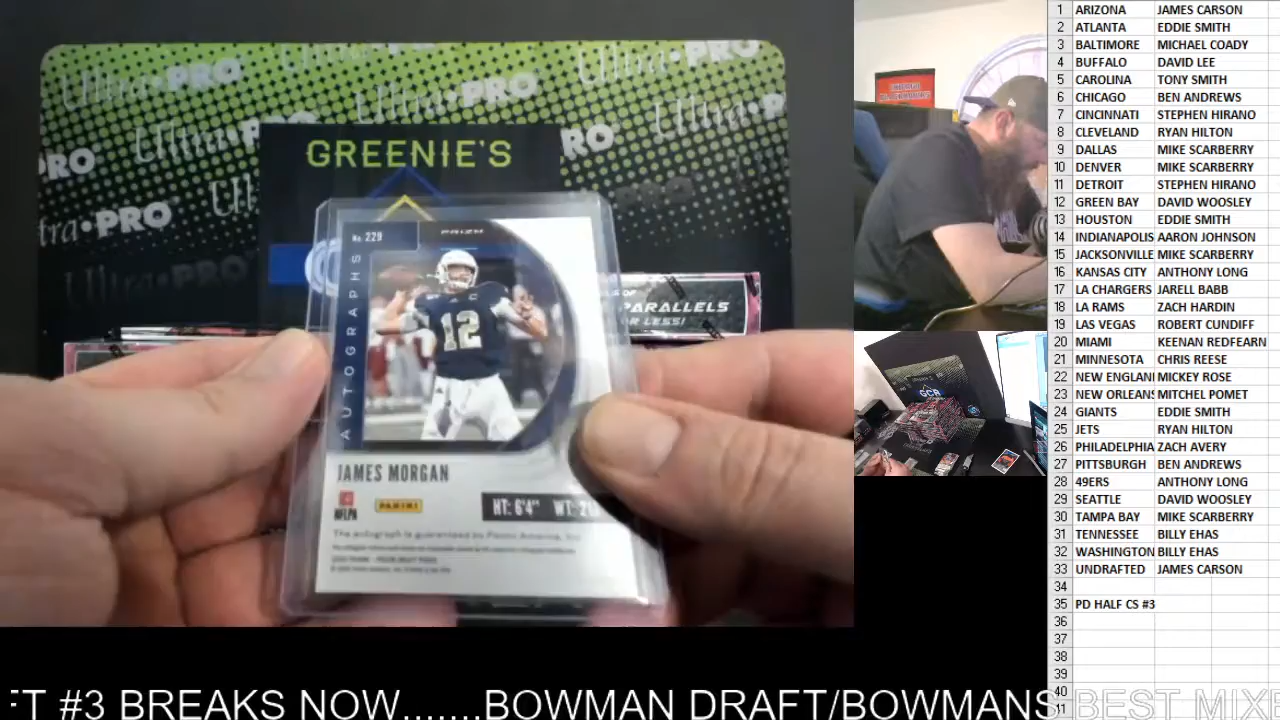 Ultra·PRO
GREENIE'S
PARALLELS
OR LESS!
No. 229
PRIZM
AUTOGRAPHS
12
JAMES MORGAN
NFLPA
PANINI
HT: 6'4" WT:
The autograph is guaranteed by Panini America, Inc.
GCR
1 ARIZONA JAMES CARSON
2 ATLANTA EDDIE SMITH
3 BALTIMORE MICHAEL COADY
4 BUFFALO DAVID LEE
5 CAROLINA TONY SMITH
6 CHICAGO BEN ANDREWS
7 CINCINNATI STEPHEN HIRANO
8 CLEVELAND RYAN HILTON
9 DALLAS MIKE SCARBERRY
10 DENVER MIKE SCARBERRY
11 DETROIT STEPHEN HIRANO
12 GREEN BAY DAVID WOOSLEY
13 HOUSTON EDDIE SMITH
14 INDIANAPOLIS AARON JOHNSON
15 JACKSONVILLE MIKE SCARBERRY
16 KANSAS CITY ANTHONY LONG
17 LA CHARGERS JARELL BABB
18 LA RAMS ZACH HARDIN
19 LAS VEGAS ROBERT CUNDIFF
20 MIAMI KEENAN REDFEARN
21 MINNESOTA CHRIS REESE
22 NEW ENGLAN MICKEY ROSE
23 NEW ORLEANS MITCHEL POMET
24 GIANTS EDDIE SMITH
25 JETS RYAN HILTON
26 PHILADELPHIA ZACH AVERY
27 PITTSBURGH BEN ANDREWS
28 49ERS ANTHONY LONG
29 SEATTLE DAVID WOOSLEY
30 TAMPA BAY MIKE SCARBERRY
31 TENNESSEE BILLY EHAS
32 WASHINGTON BILLY EHAS
33 UNDRAFTED JAMES CARSON
34
35 PD HALF CS #3
36
37
38
39
40
T #3 BREAKS NOW.......BOWMAN DRAFT/BOWMANS BEST MIXE